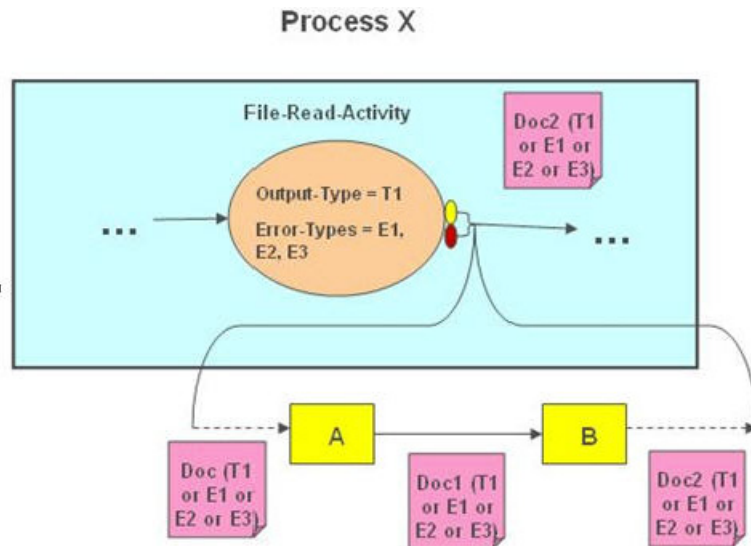 Process X
File-Read-Activity
Doc2 (T1
or E1 or
E2 or E3)
Output-Type = T1
Error-Types = E1,
E2, E3
...
...
A
B
Doc (T1
or E1 or
E2 or E3)
Doc1 (T1
or E1 or
E2 or E3)
Doc2 (T1
or E1 or
E2 or E3)